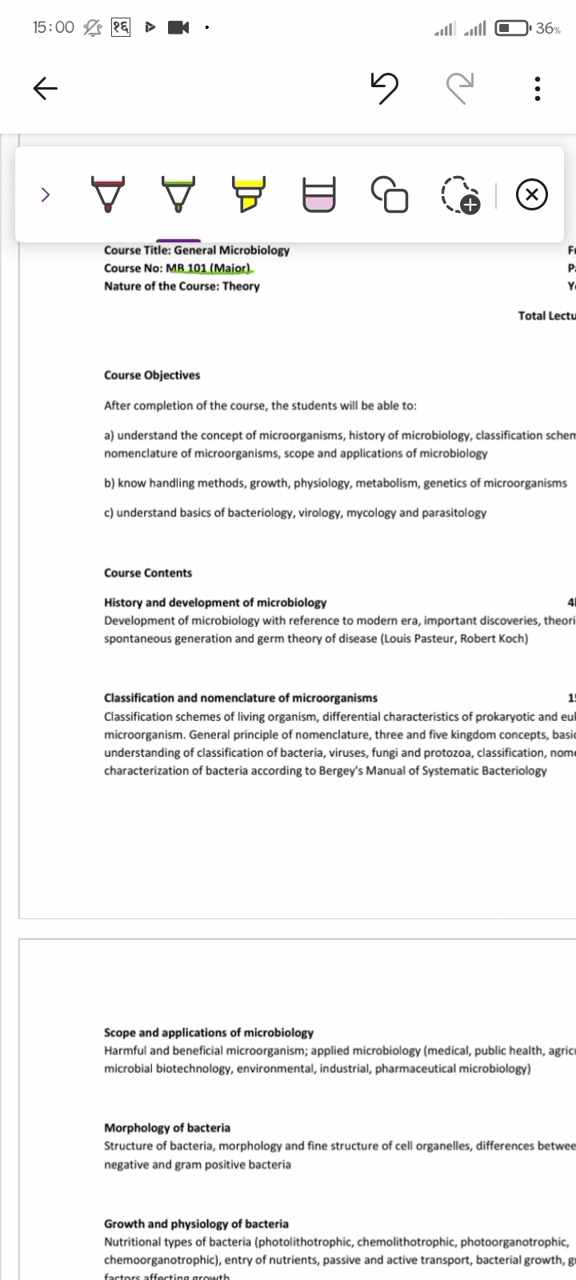 15:00 १६ 36%
Course Title: General Microbiology F
Course No: MB 101 (Major) P
Nature of the Course: Theory Y
Total Lectu
Course Objectives
After completion of the course, the students will be able to:
a) understand the concept of microorganisms, history of microbiology, classification schem
nomenclature of microorganisms, scope and applications of microbiology
b) know handling methods, growth, physiology, metabolism, genetics of microorganisms
c) understand basics of bacteriology, virology, mycology and parasitology
Course Contents
History and development of microbiology 4
Development of microbiology with reference to modern era, important discoveries, theori
spontaneous generation and germ theory of disease (Louis Pasteur, Robert Koch)
Classification and nomenclature of microorganisms 15
Classification schemes of living organism, differential characteristics of prokaryotic and eu
microorganism. General principle of nomenclature, three and five kingdom concepts, basic
understanding of classification of bacteria, viruses, fungi and protozoa, classification, nome
characterization of bacteria according to Bergey's Manual of Systematic Bacteriology
Scope and applications of microbiology
Harmful and beneficial microorganism; applied microbiology (medical, public health, agricu
microbial biotechnology, environmental, industrial, pharmaceutical microbiology)
Morphology of bacteria
Structure of bacteria, morphology and fine structure of cell organelles, differences betwee
negative and gram positive bacteria
Growth and physiology of bacteria
Nutritional types of bacteria (photolithotrophic, chemolithotrophic, photoorganotrophic,
chemoorganotrophic), entry of nutrients, passive and active transport, bacterial growth, g
factors affecting growth